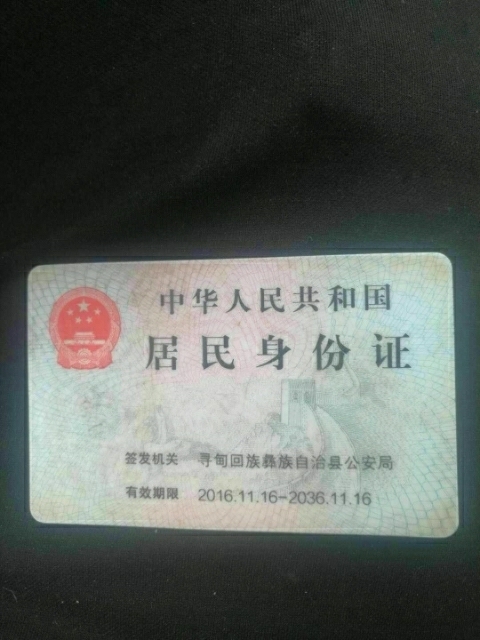 中华人民共和国
居民身份证
签发机关 寻甸回族彝族自治县公安局
有效期限 2016.11.16-2036.11.16